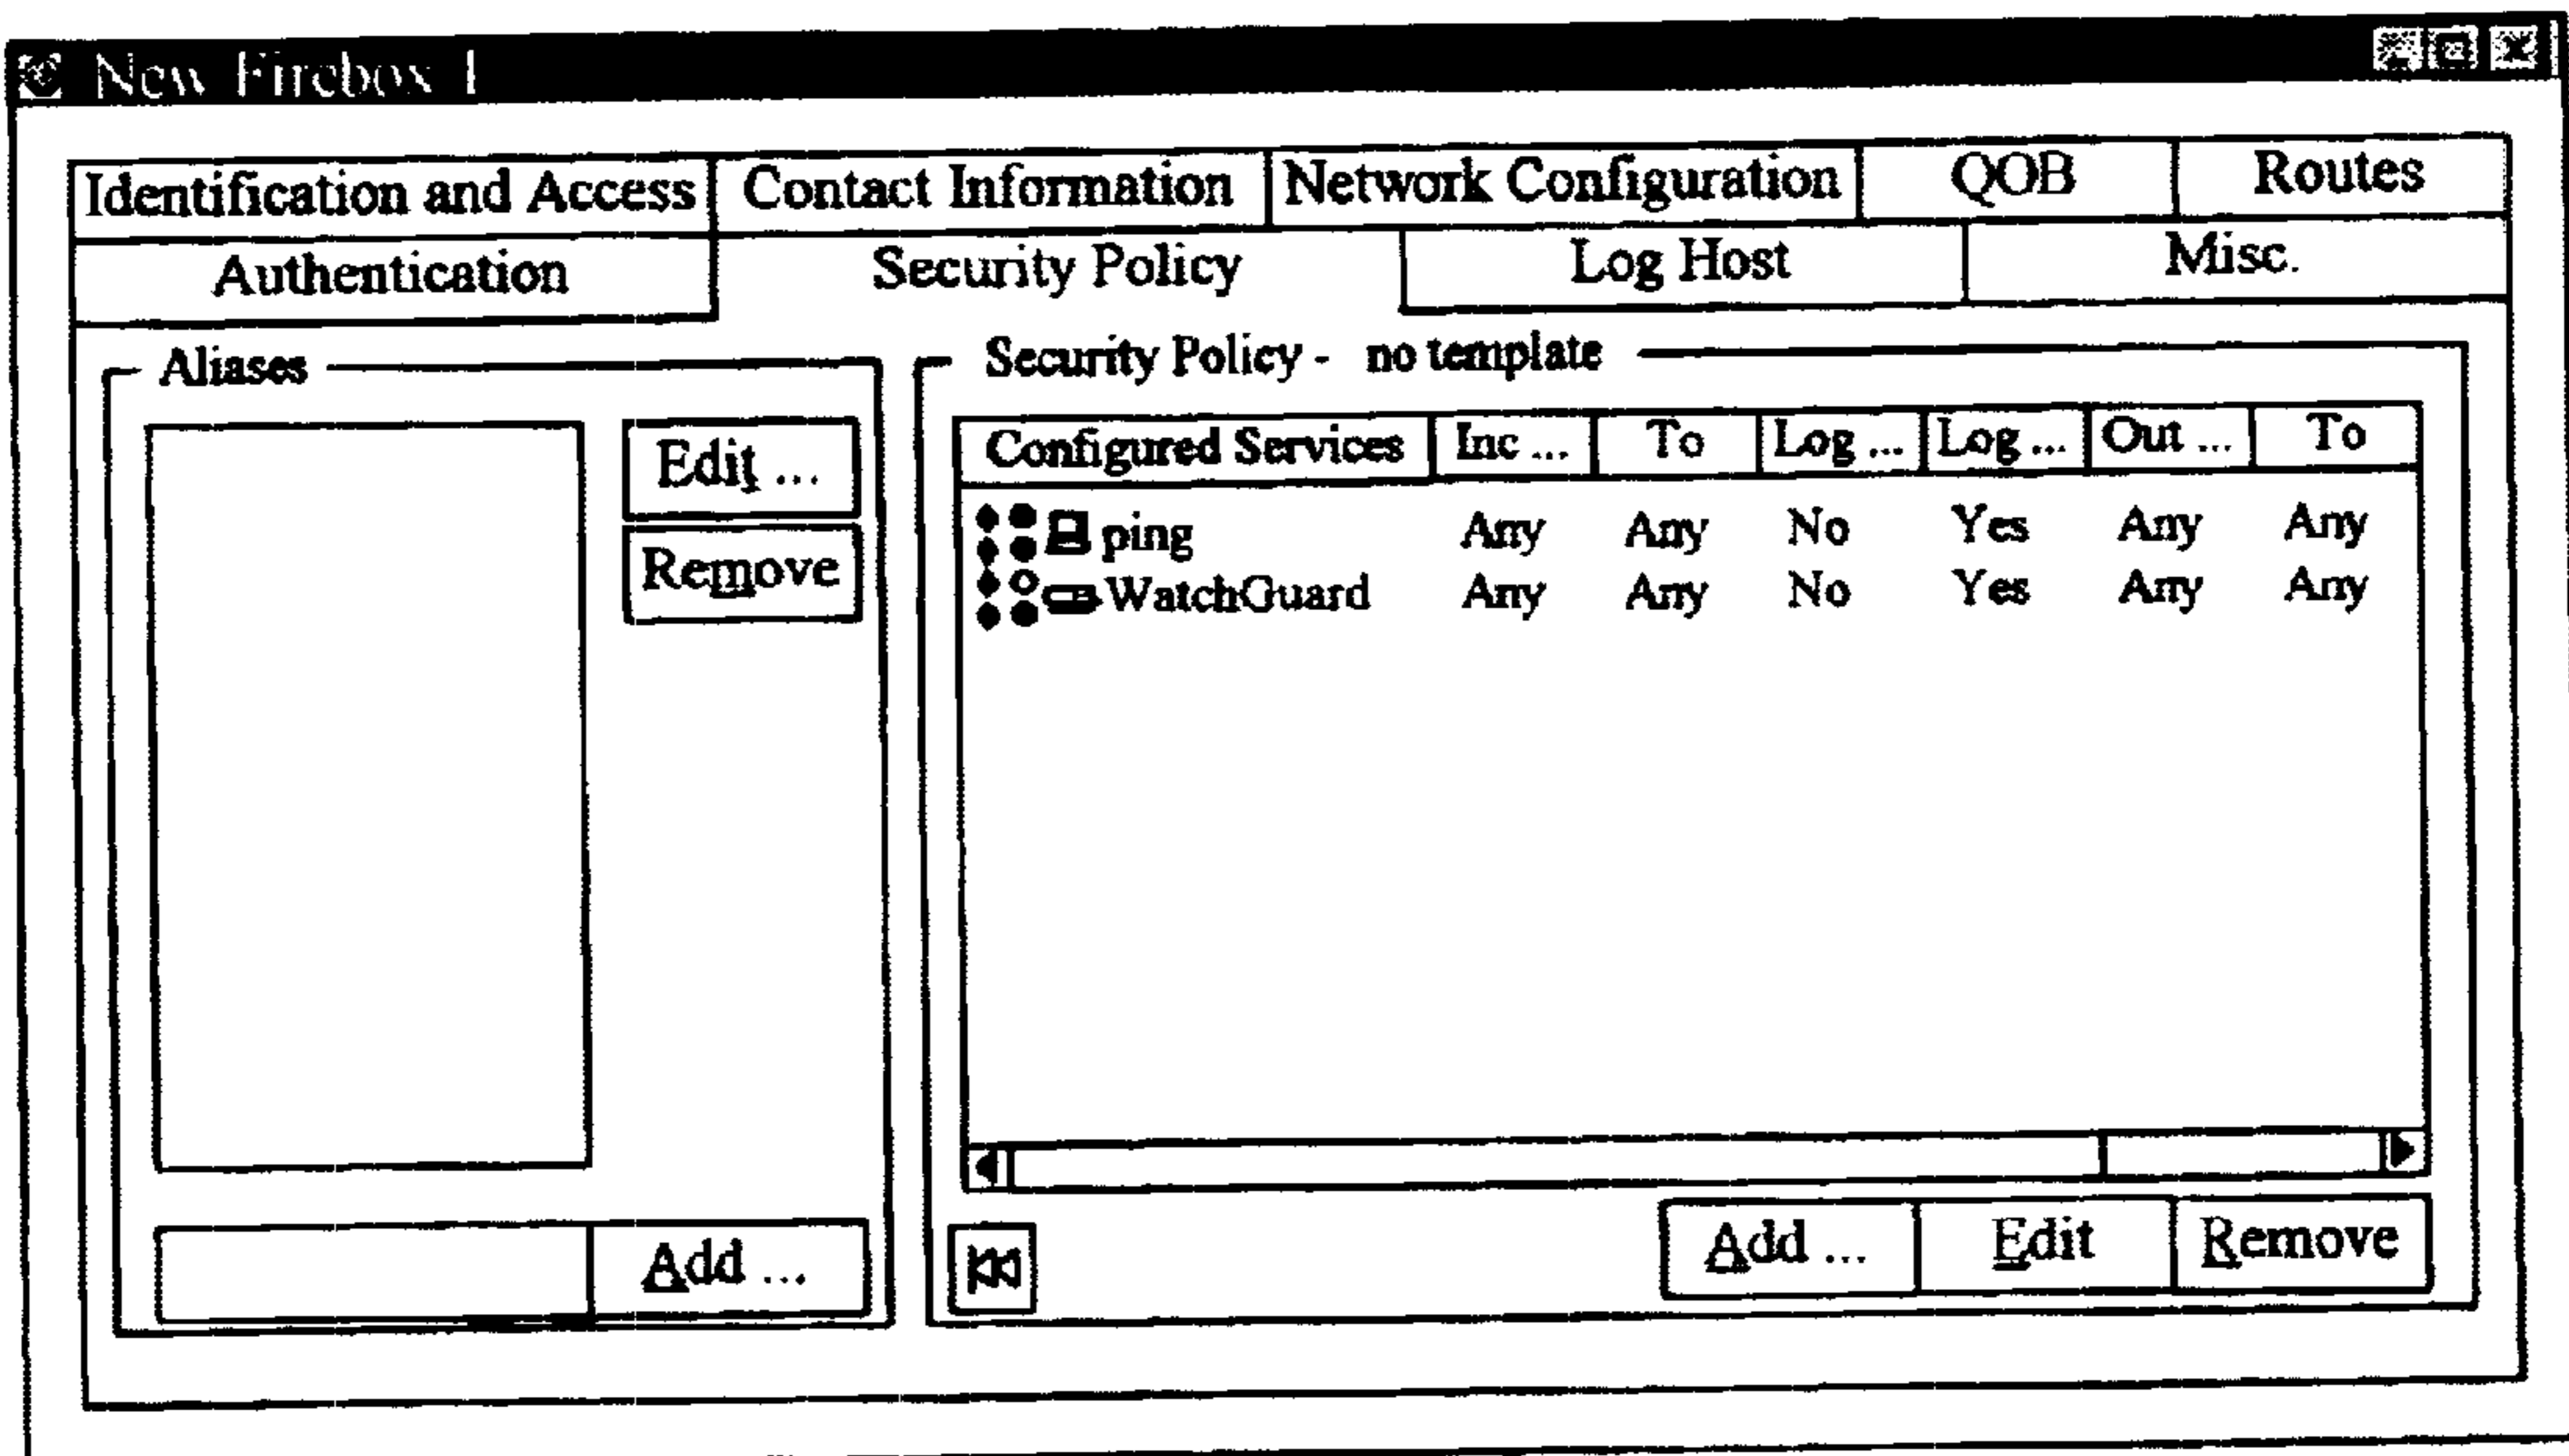 New Firebox 1
Identification and Access Contact Information Network Configuration QOB Routes
Authentication Security Policy Log Host Misc.
Aliases
Edit ...
Remove
Add ...
Security Policy - no template
Configured Services Inc ... To Log ... Log ... Out ... To
ping Any Any No Yes Any Any
WatchGuard Any Any No Yes Any Any
Add ... Edit Remove